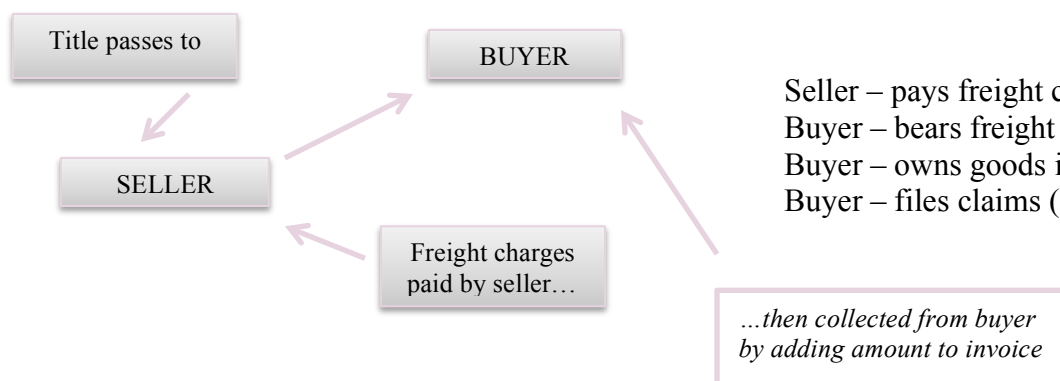 Title passes to
BUYER
SELLER
Freight charges
paid by seller…
…then collected from buyer
by adding amount to invoice
Seller – pays freight
Buyer – bears freight
Buyer – owns goods
Buyer – files claims (